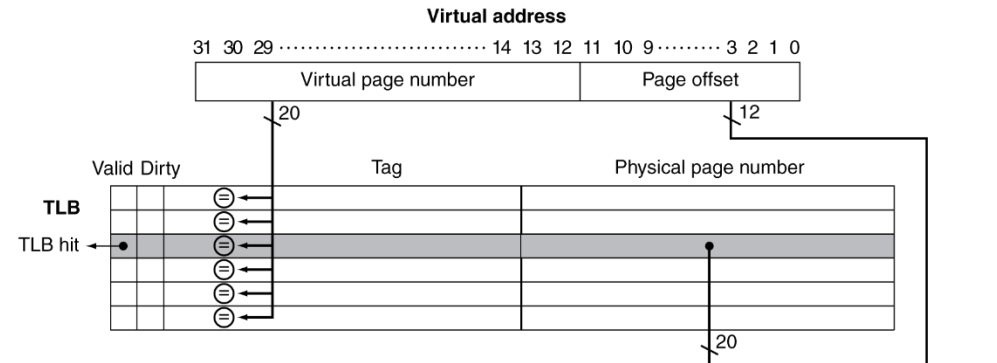 Virtual address
31 30 29 ······························· 14 13 12 11 10 9 ········· 3 2 1 0
Virtual page number Page offset
20 12
Valid Dirty Tag Physical page number
TLB
=
=
TLB hit =
=
=
=
20